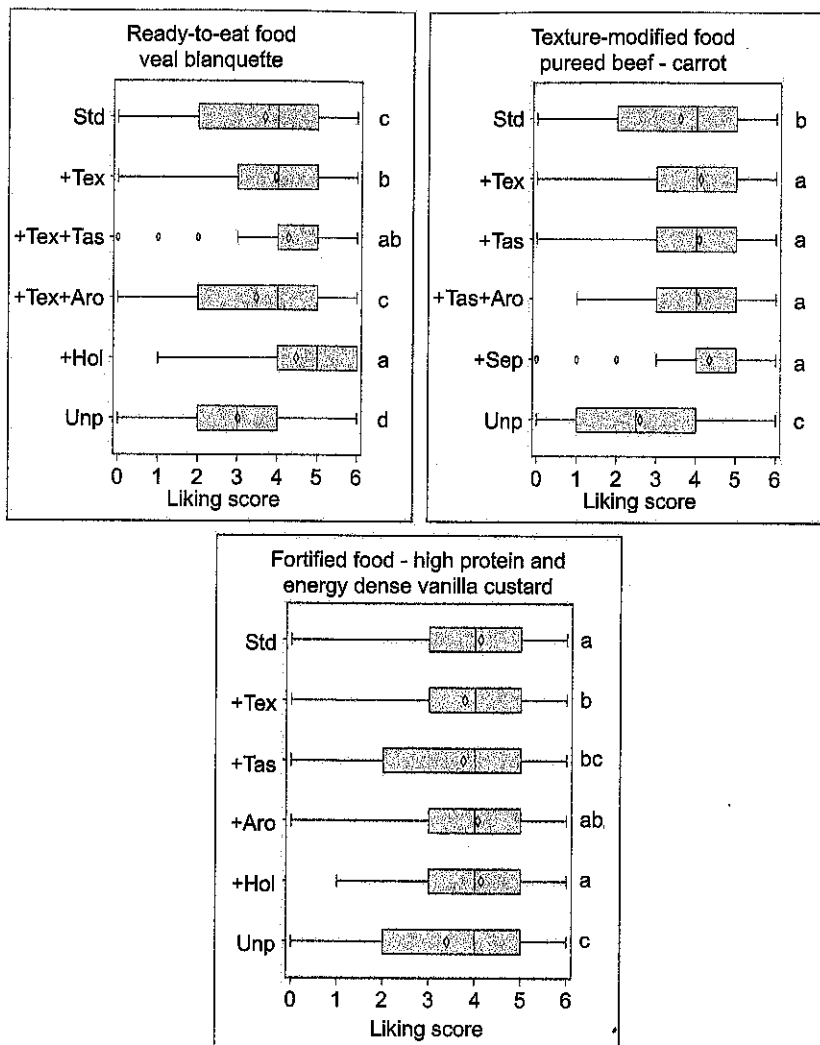 Ready-to-eat food
veal blanquette
Std
c
+Tex
b
+Tex+Tas
ab
+Tex+Aro
c
+Hol
a
Unp
d
0 1 2 3 4 5 6
Liking score
Texture-modified food
pureed beef - carrot
Std
b
+Tex
a
+Tas
a
+Tas+Aro
a
+Sep
a
Unp
c
0 1 2 3 4 5 6
Liking score
Fortified food - high protein and
energy dense vanilla custard
Std
a
+Tex
b
+Tas
bc
+Aro
ab
+Hol
a
Unp
c
0 1 2 3 4 5 6
Liking score